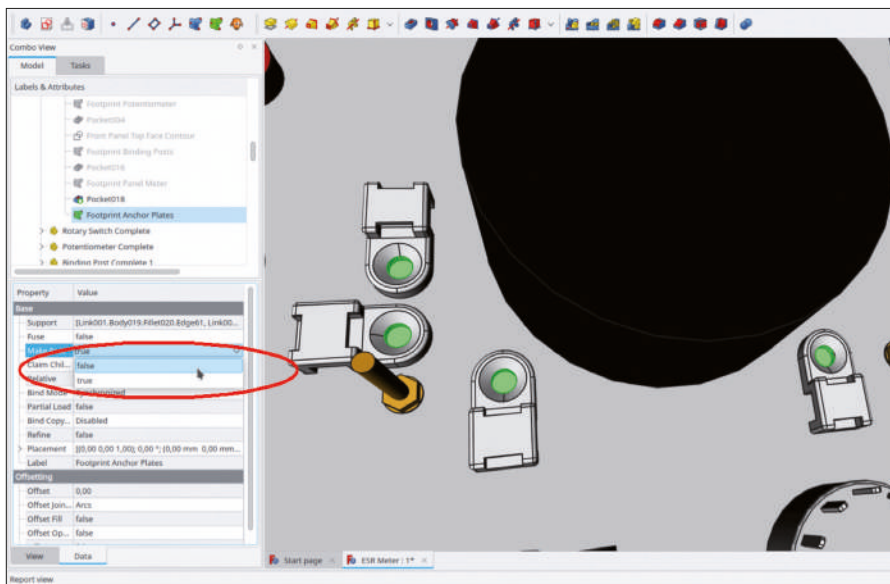 Combo View
Model Tasks
Labels & Attributes
Footprint Potentiometer
Pocket004
Front Panel Top Face Contour
Footprint Binding Posts
Pocket016
Footprint Panel Meter
Pocket018
Footprint Anchor Plates
Rotary Switch Complete
Potentiometer Complete
Binding Post Complete 1
Property Value
Base
Support [Link001.Body019.Fillet020.Edge61, Link00...
Fuse false
true
Claim Chil... false
Relative true
Bind Mode Synchronized
Partial Load false
Bind Copy... Disabled
Refine false
Placement [(0,00 0,00 1,00); 0,00 °; (0,00 mm 0,00 mm...
Label Footprint Anchor Plates
Offsetting
Offset 0,00
Offset Join... Arcs
Offset Fill false
Offset Op... false
View Data
Start page ESR Meter : 1*
Report view